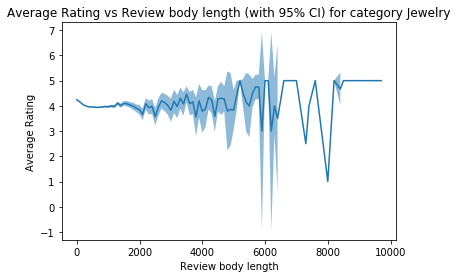 Average Rating vs Review body length (with 95% CI) for category Jewelry
7
6
5
4
3
2
1
0
−1
Average Rating
0 2000 4000 6000 8000 10000
Review body length